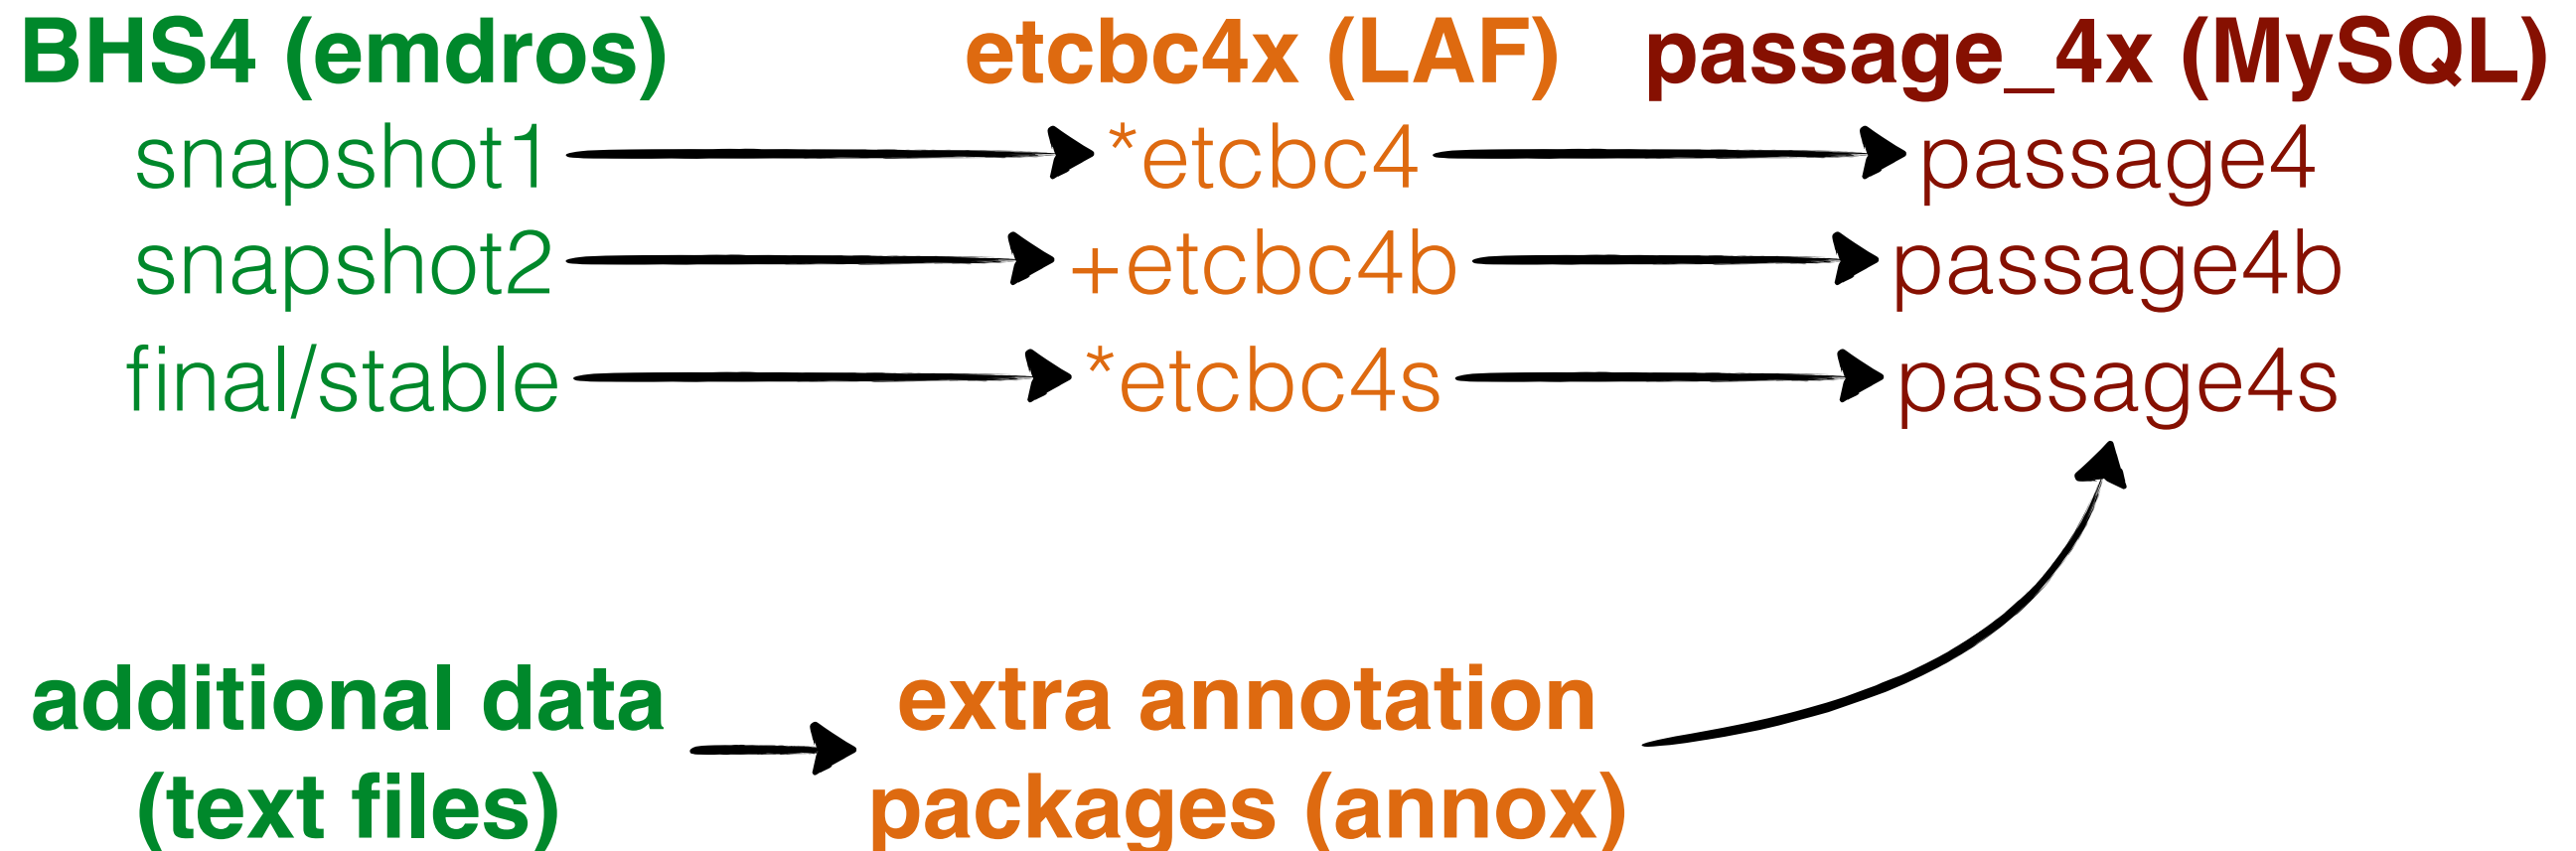 BHS4 (emdros) etcbc4x (LAF) passage_4x (MySQL)
snapshot1 *etcbc4 passage4
snapshot2 +etcbc4b passage4b
final/stable *etcbc4s passage4s
additional data extra annotation
(text files) packages (annox)